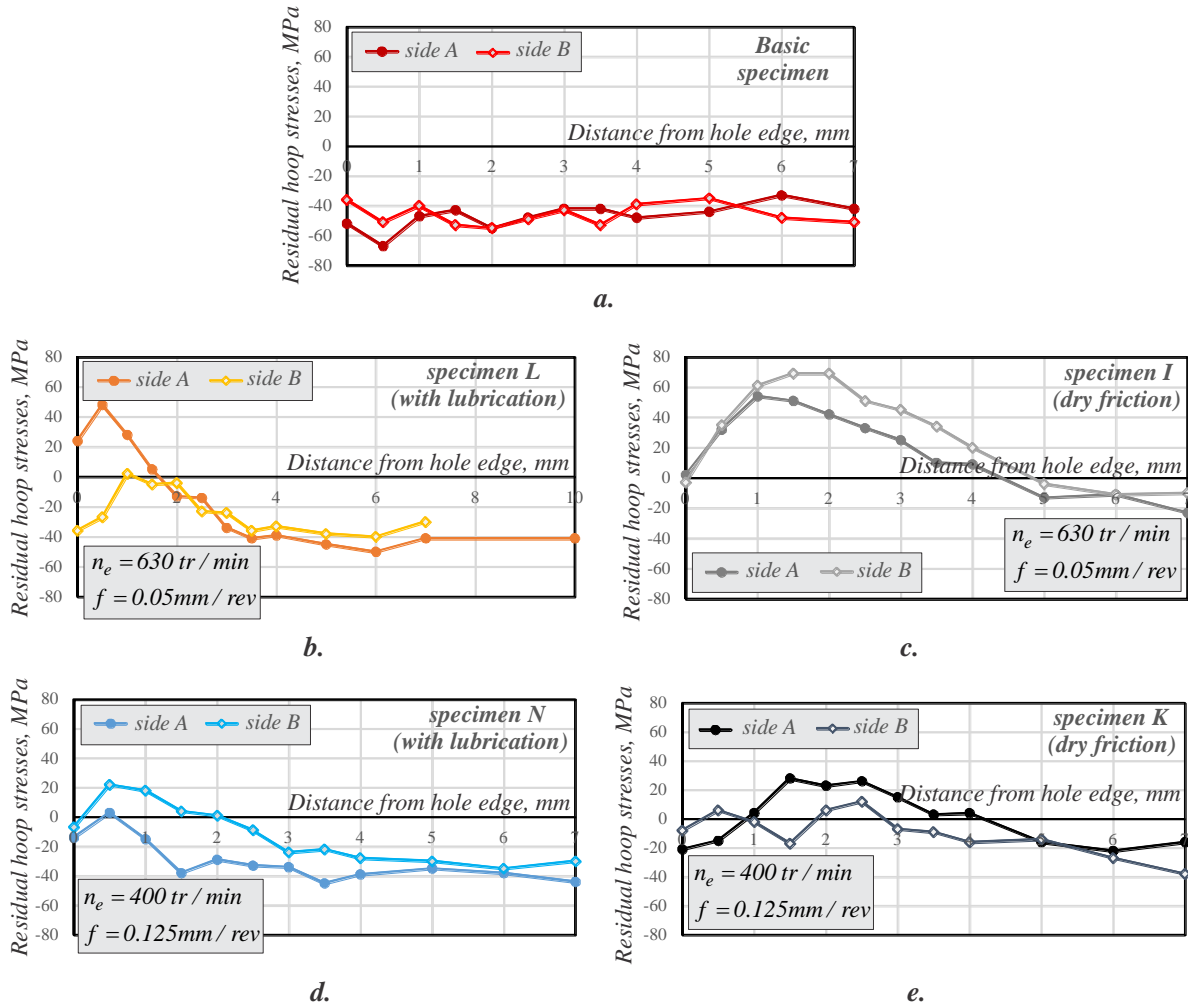 Residual hoop stresses, MPa
80
60
40
20
0
-20
-40
-60
-80
side A
side B
Basic
specimen
Distance from hole edge, mm
0
1
2
3
4
5
6
7
a.
Residual hoop stresses, MPa
80
60
40
20
0
-20
-40
-60
-80
side A
side B
specimen L
(with lubrication)
Distance from hole edge, mm
0
2
4
6
8
10
n_e = 630 tr / min
f = 0.05mm / rev
b.
Residual hoop stresses, MPa
80
60
40
20
0
-20
-40
-60
-80
specimen I
(dry friction)
Distance from hole edge, mm
0
1
2
3
4
5
6
7
side A
side B
n_e = 630 tr / min
f = 0.05mm / rev
c.
Residual hoop stresses, MPa
80
60
40
20
0
-20
-40
-60
-80
side A
side B
specimen N
(with lubrication)
Distance from hole edge, mm
0
1
2
3
4
5
6
7
n_e = 400 tr / min
f = 0.125mm / rev
d.
Residual hoop stresses, MPa
80
60
40
20
0
-20
-40
-60
-80
side A
side B
specimen K
(dry friction)
Distance from hole edge, mm
0
1
2
3
4
5
6
7
n_e = 400 tr / min
f = 0.125mm / rev
e.